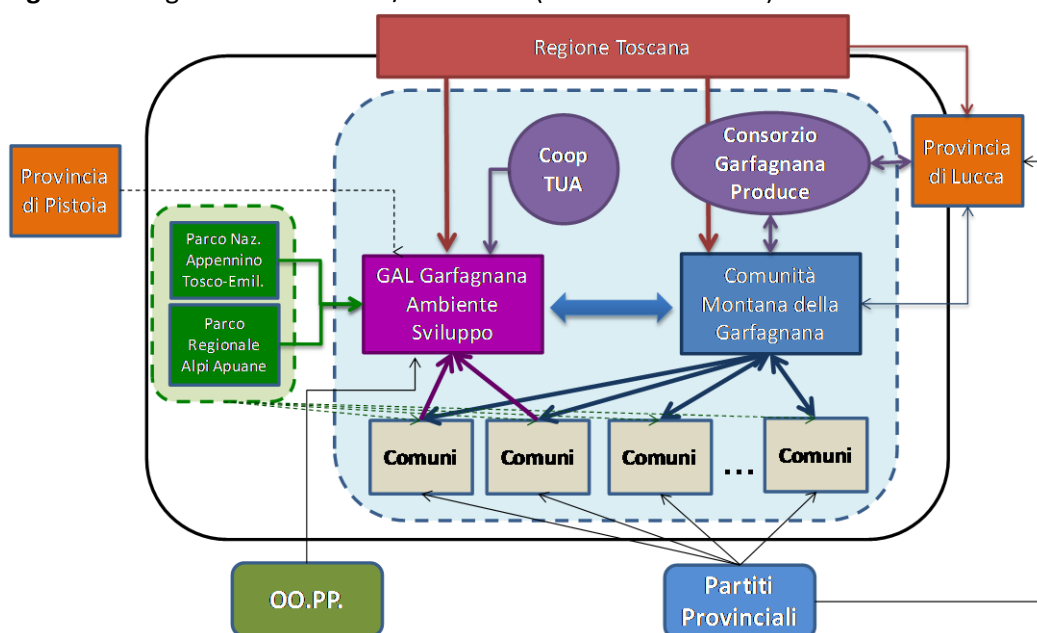 Regione Toscana
Provincia
di Pistoia
Coop
TUA
Consorzio
Garfagnana
Produce
Provincia
di Lucca
Parco Naz.
Appennino
Tosco-Emil.
Parco
Regionale
Alpi Apuane
GAL Garfagnana
Ambiente
Sviluppo
Comunità
Montana della
Garfagnana
Comuni
Comuni
Comuni
...
Comuni
OO.PP.
Partiti
Provinciali